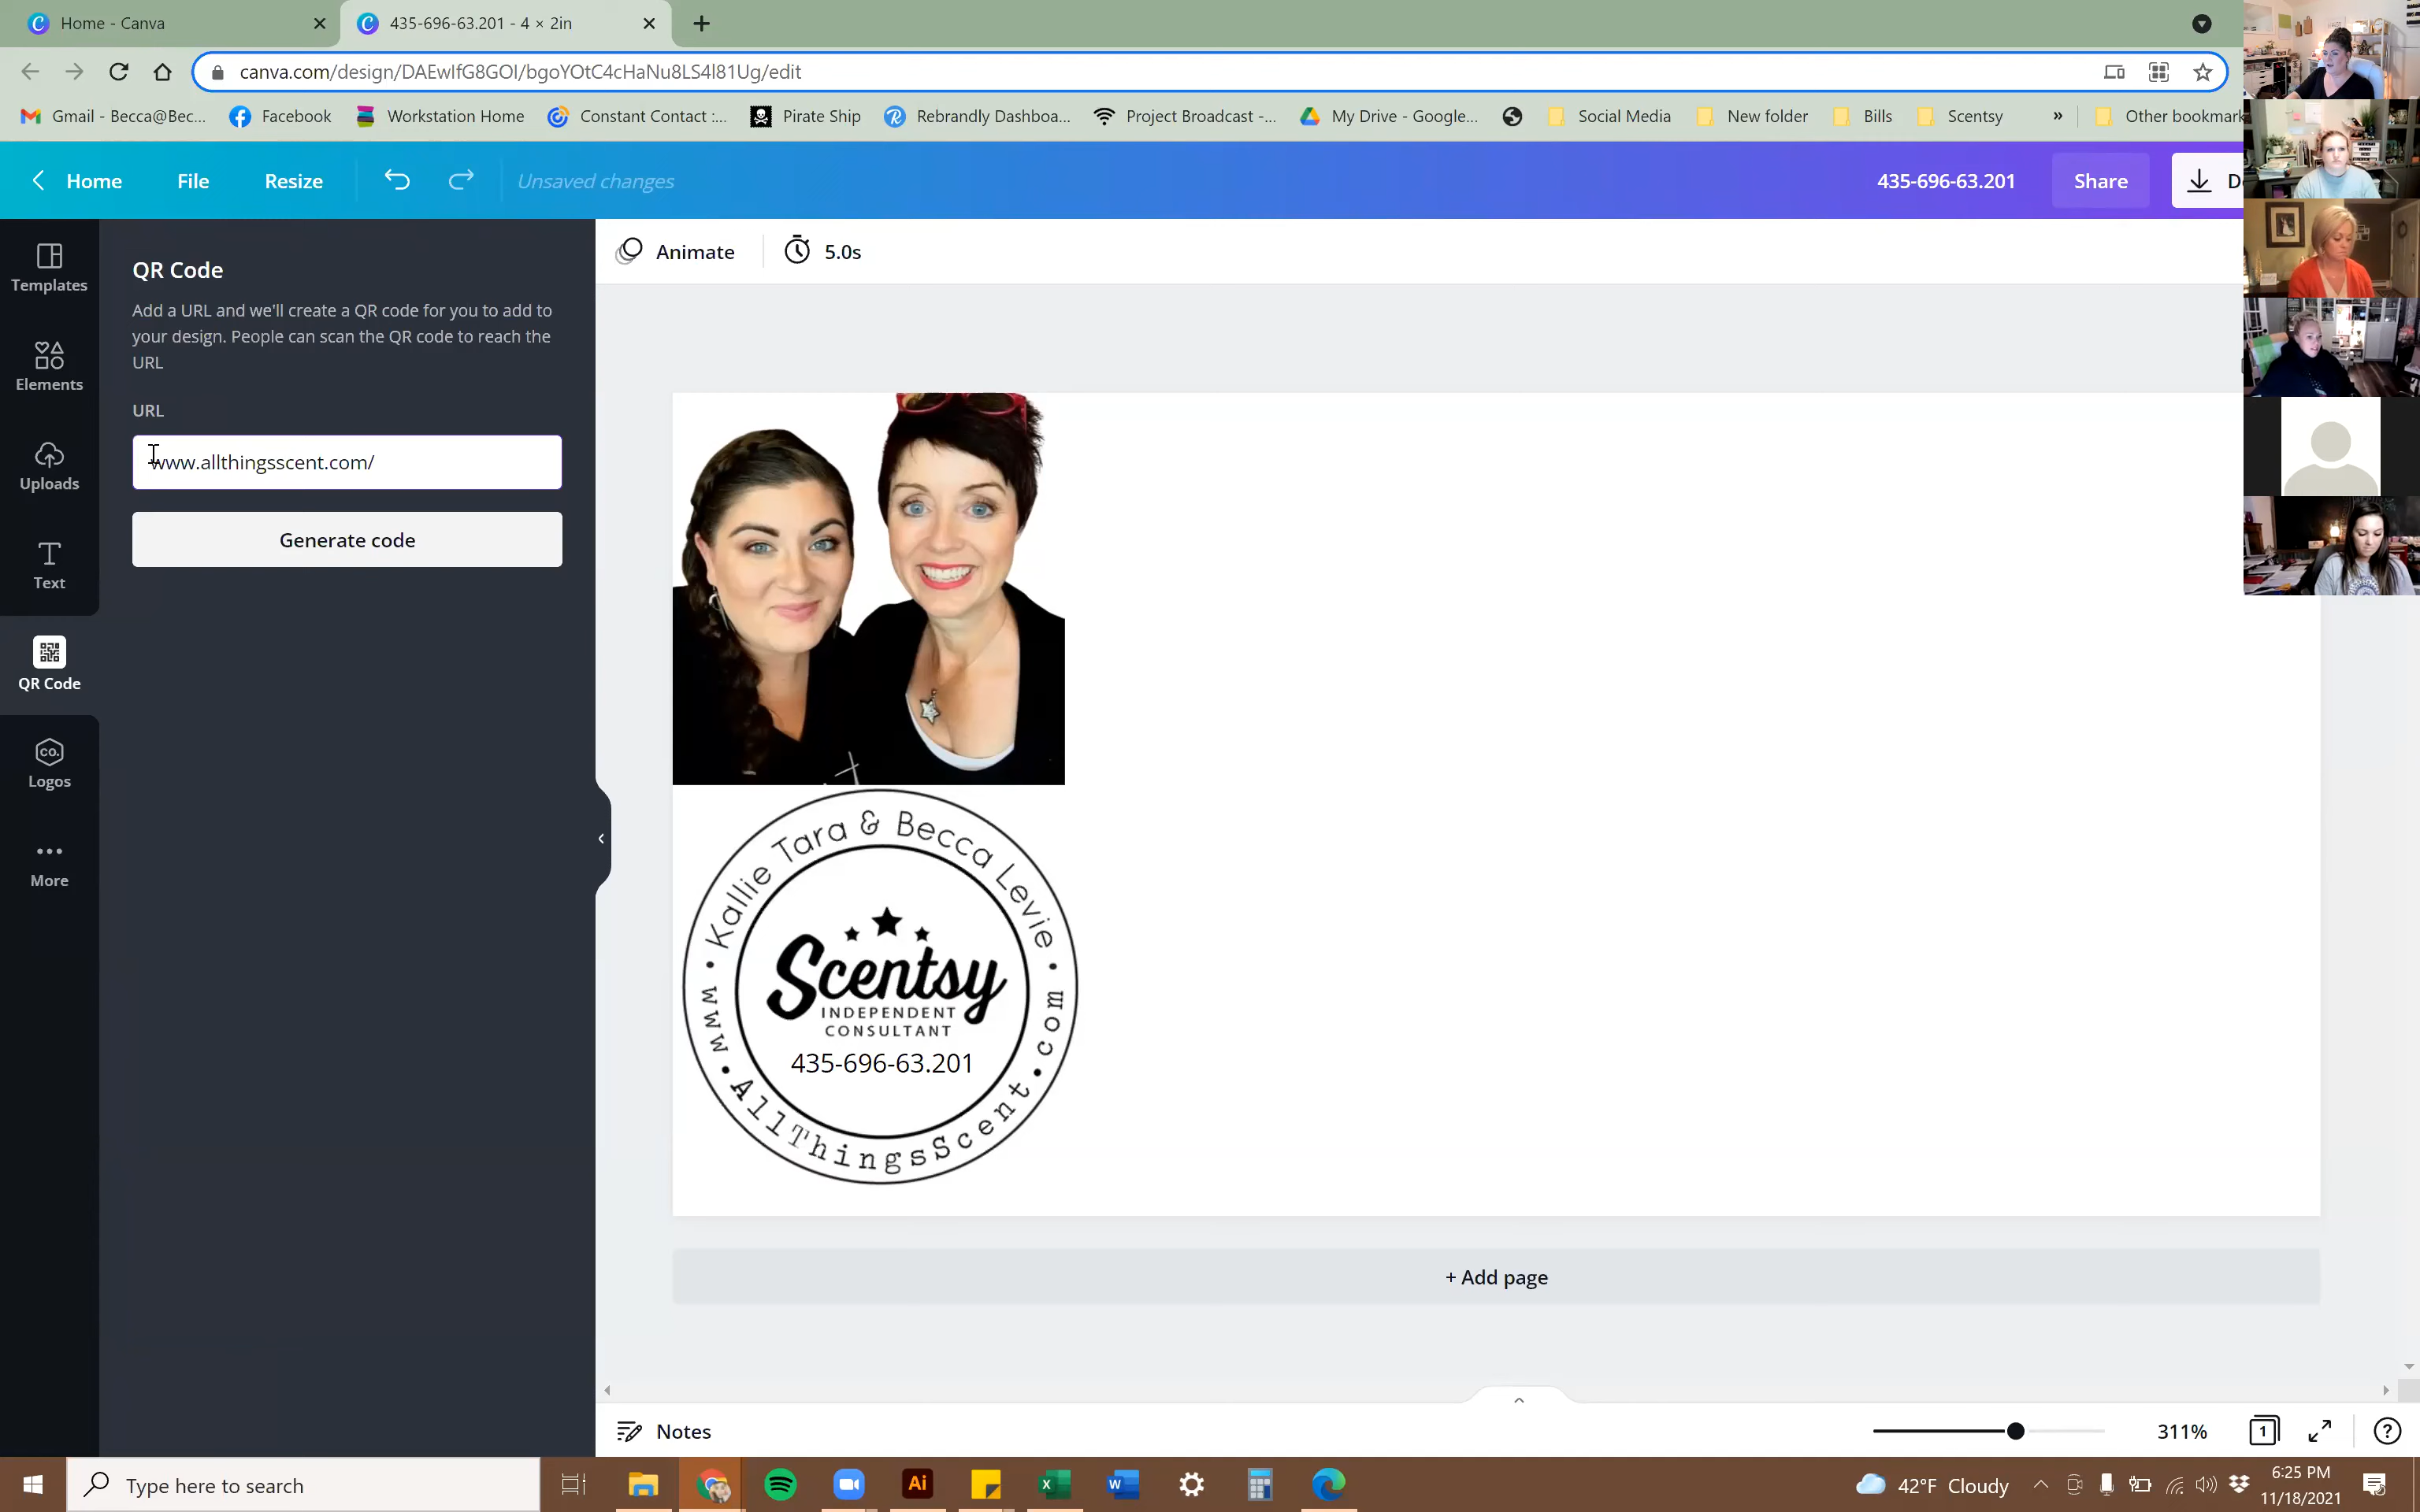 Home - Canva
435-696-63.201 - 4 × 2in
canva.com/design/DAEwlfG8GOI/bgoYOtC4cHaNu8LS4l81Ug/edit
Gmail - Becca@Bec...
Facebook
Workstation Home
Constant Contact :...
Pirate Ship
Rebrandly Dashboa...
Project Broadcast -...
My Drive - Google...
Social Media
New folder
Bills
Scentsy
»
Other bookmark
Home
File
Resize
Unsaved changes
435-696-63.201
Share
Templates
Elements
Uploads
Text
QR Code
Logos
More
QR Code
Add a URL and we'll create a QR code for you to add to
your design. People can scan the QR code to reach the
URL
URL
www.allthingsscent.com/
Generate code
Animate
5.0s
Kallie Tara & Becca Levie
Scentsy
INDEPENDENT
CONSULTANT
435-696-63.201
www.AllThingsScent.com
+ Add page
Notes
311%
1
?
Type here to search
42°F Cloudy
6:25 PM
11/18/2021